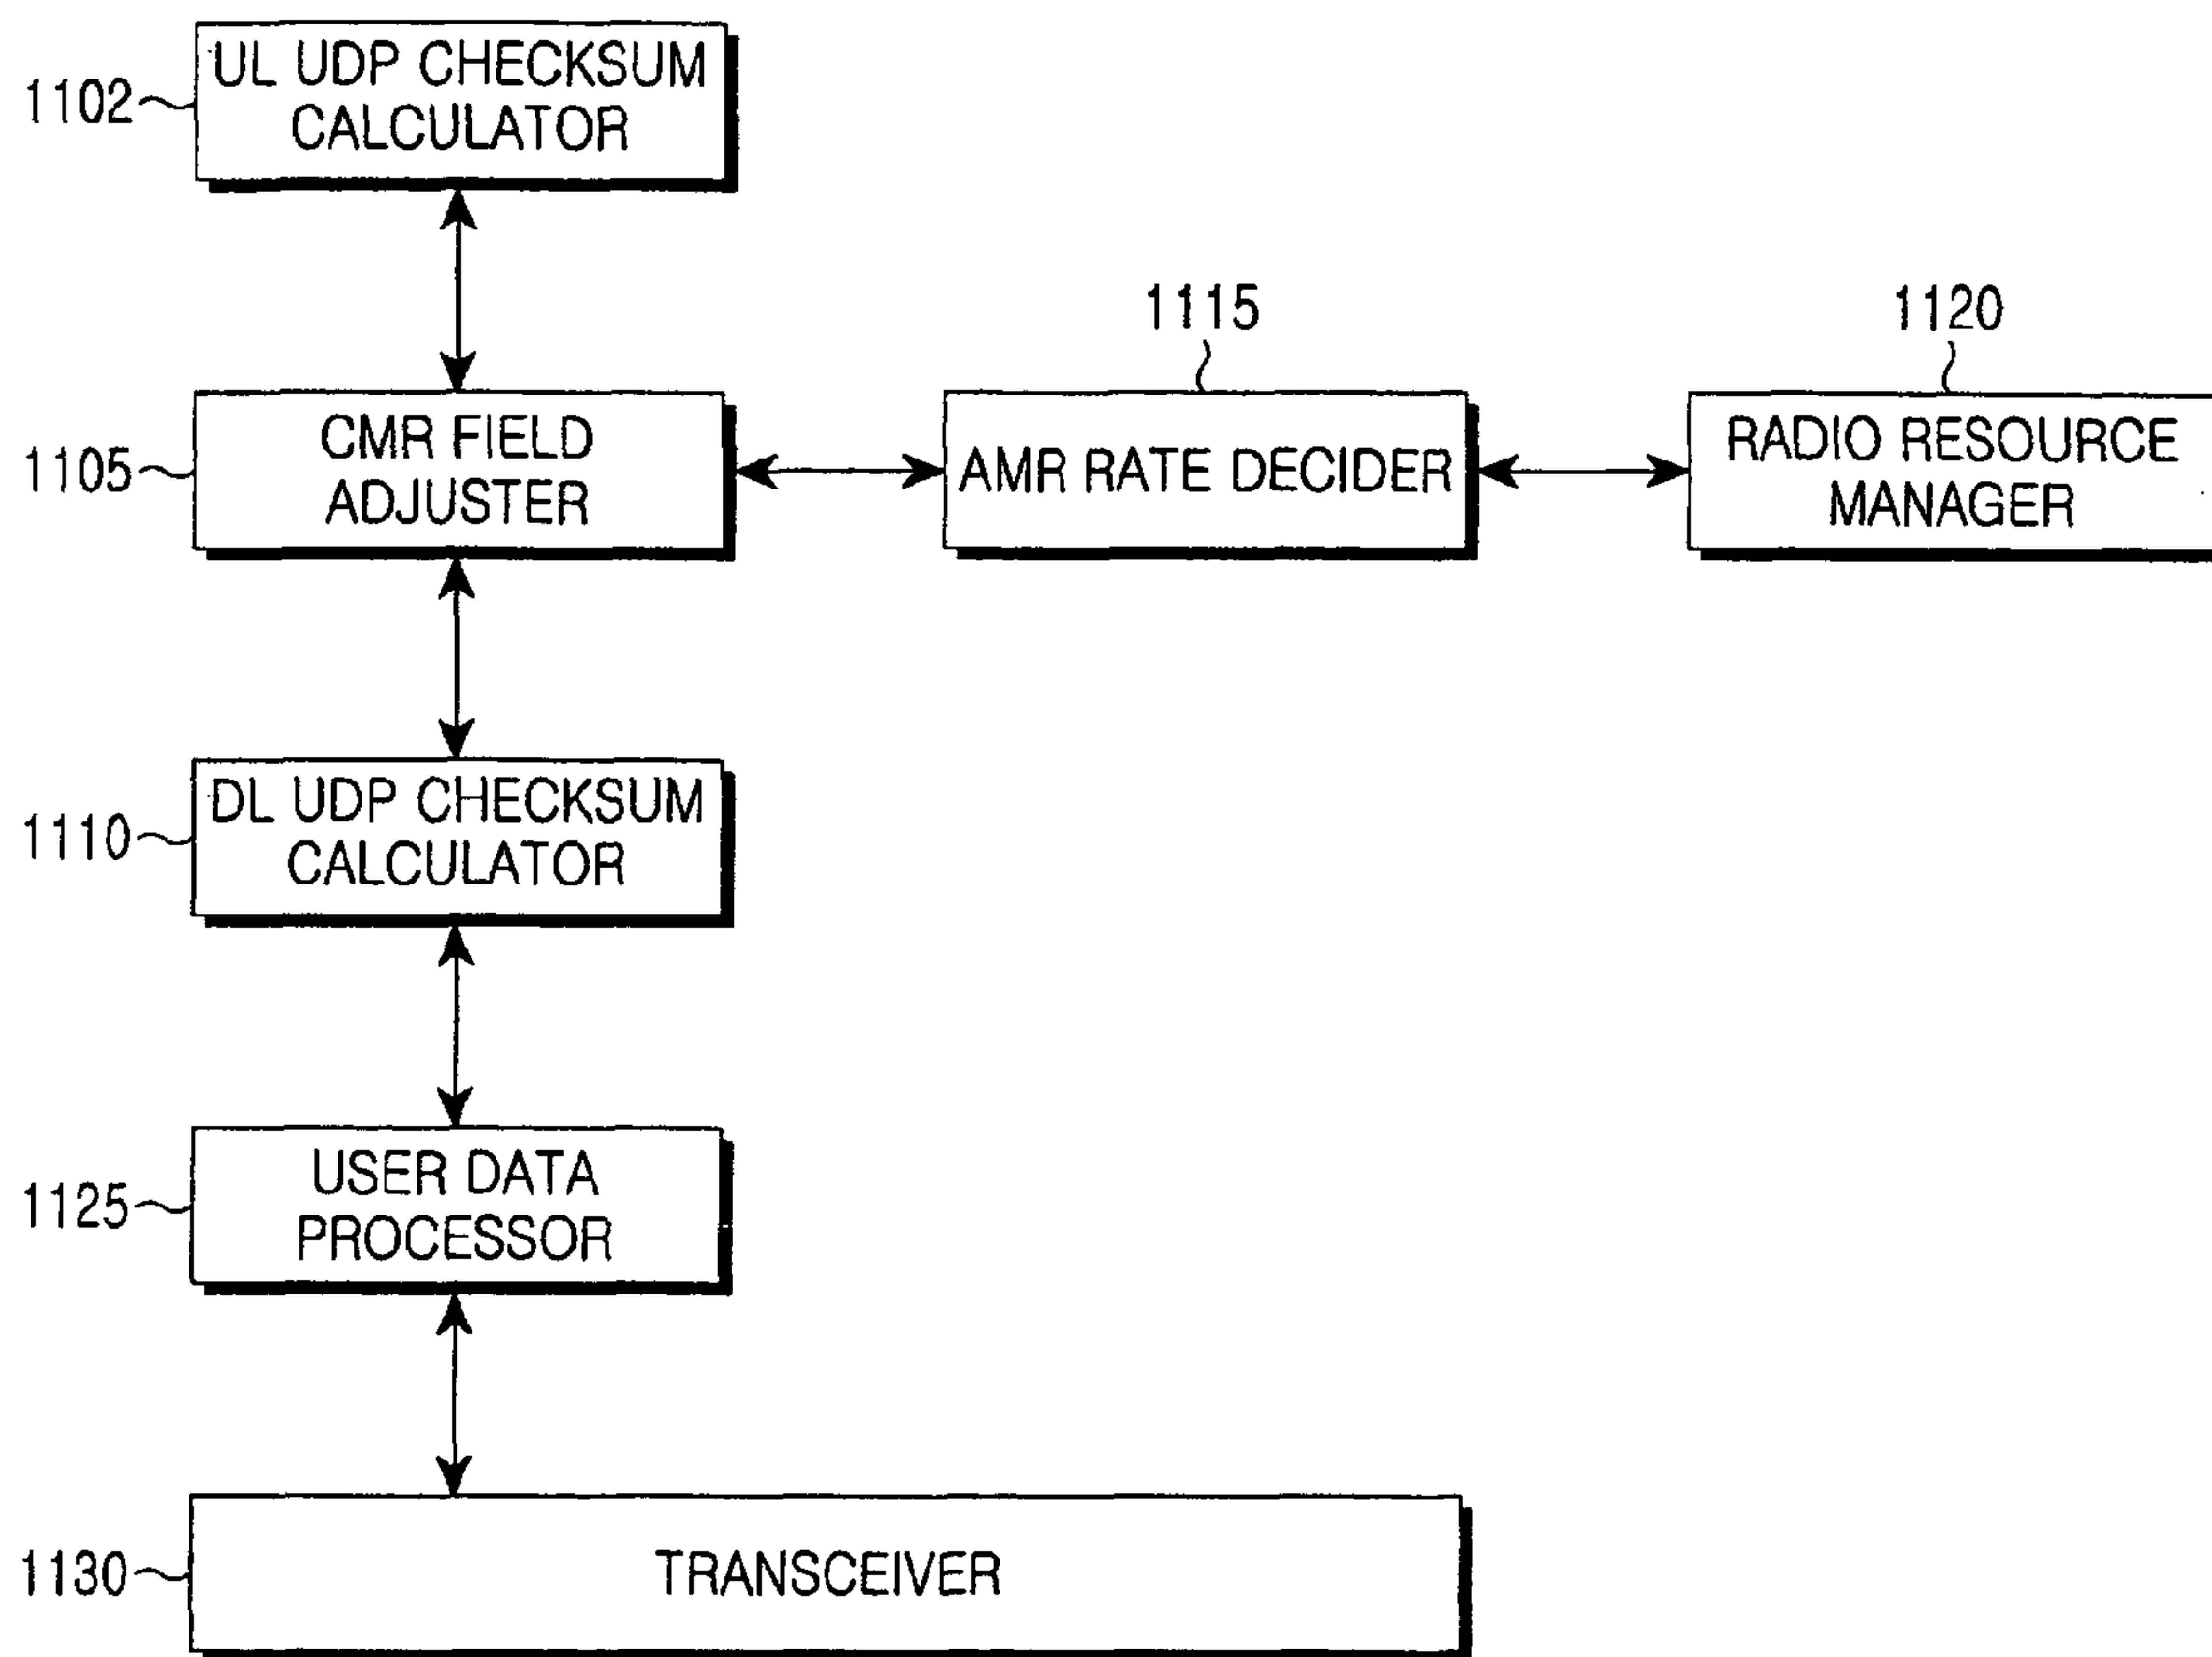 1102
UL UDP CHECKSUM
CALCULATOR
1115
1120
1105
CMR FIELD
ADJUSTER
AMR RATE DECIDER
RADIO RESOURCE
MANAGER
1110
DL UDP CHECKSUM
CALCULATOR
1125
USER DATA
PROCESSOR
1130
TRANSCEIVER